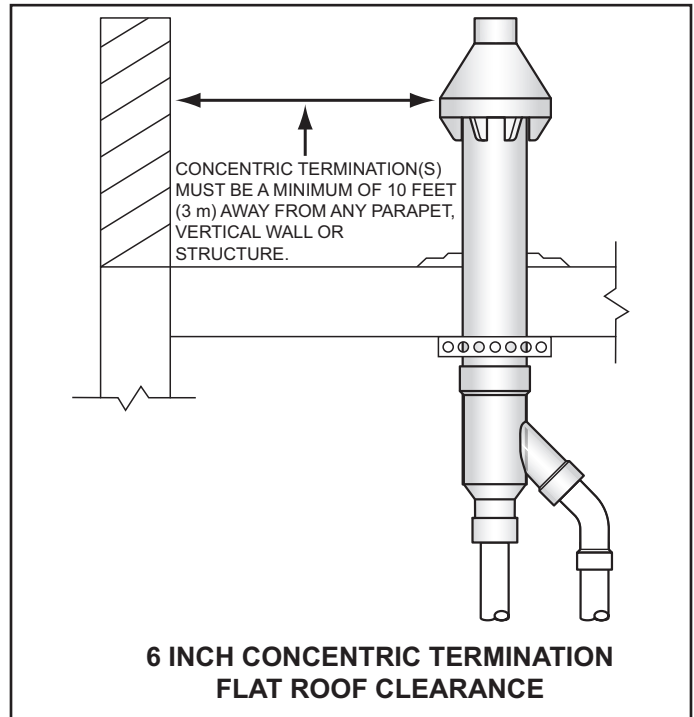 CONCENTRIC TERMINATION(S)
MUST BE A MINIMUM OF 10 FEET
(3 m) AWAY FROM ANY PARAPET,
VERTICAL WALL OR
STRUCTURE.
6 INCH CONCENTRIC TERMINATION
FLAT ROOF CLEARANCE